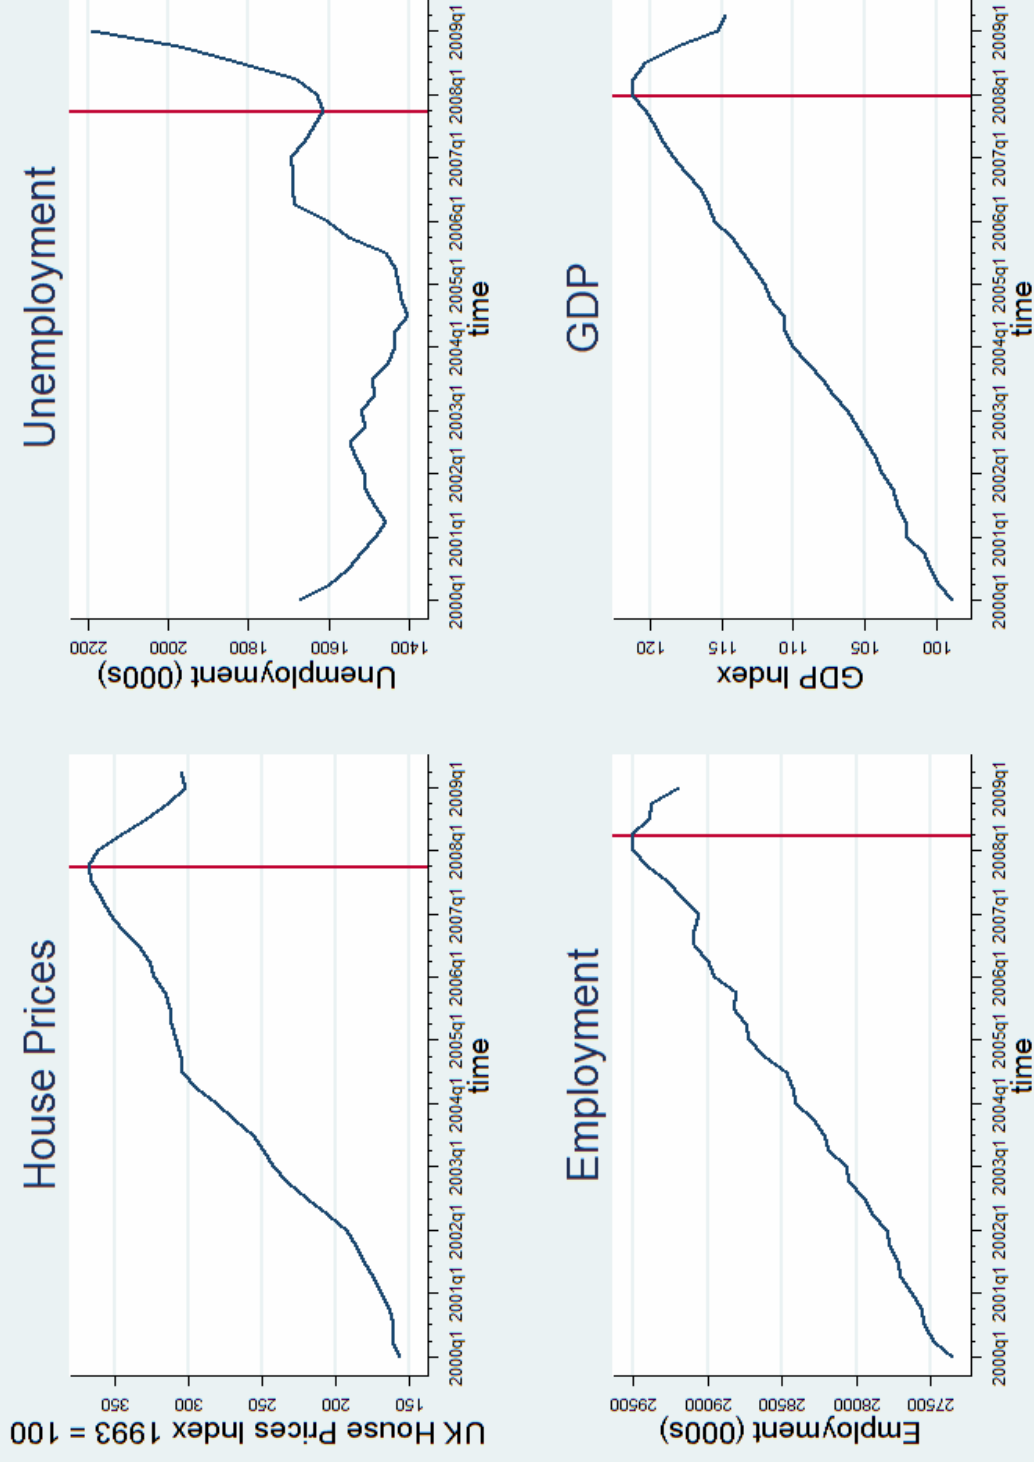 House Prices
UK House Prices Index 1993 = 100
350
300
250
200
150
2000q1 2001q1 2002q1 2003q1 2004q1 2005q1 2006q1 2007q1 2008q1 2009q1
time
Unemployment
Unemployment (000s)
2200
2000
1800
1600
1400
2000q1 2001q1 2002q1 2003q1 2004q1 2005q1 2006q1 2007q1 2008q1 2009q1
time
Employment
Employment (000s)
29500
29000
28500
28000
27500
2000q1 2001q1 2002q1 2003q1 2004q1 2005q1 2006q1 2007q1 2008q1 2009q1
time
GDP
GDP Index
120
115
110
105
100
2000q1 2001q1 2002q1 2003q1 2004q1 2005q1 2006q1 2007q1 2008q1 2009q1
time